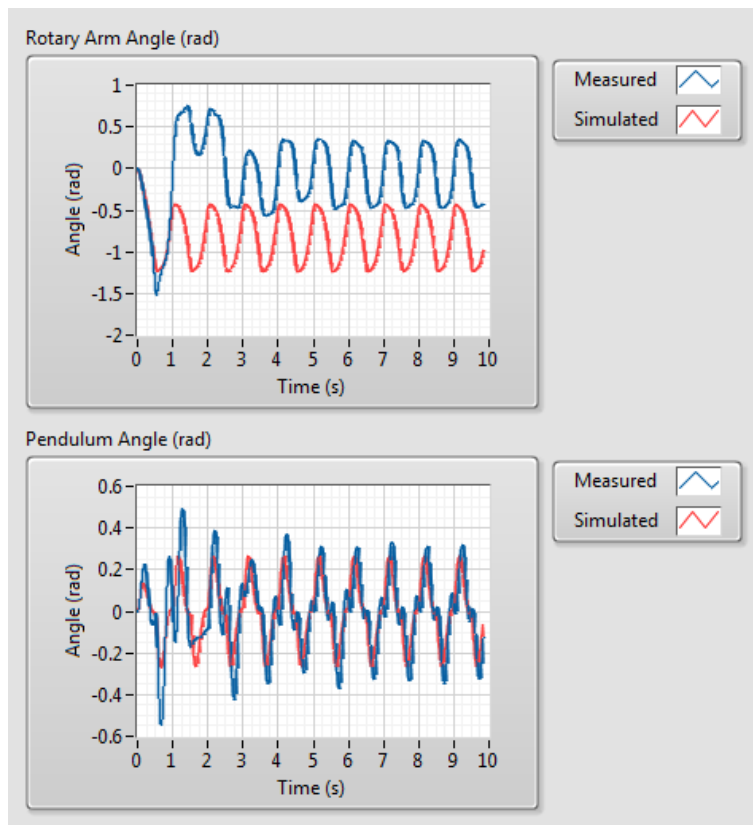 Rotary Arm Angle (rad)
Measured
Simulated
1
0.5
0
-0.5
-1
-1.5
-2
Angle (rad)
0 1 2 3 4 5 6 7 8 9 10
Time (s)
Pendulum Angle (rad)
Measured
Simulated
0.6
0.4
0.2
0
-0.2
-0.4
-0.6
Angle (rad)
0 1 2 3 4 5 6 7 8 9 10
Time (s)